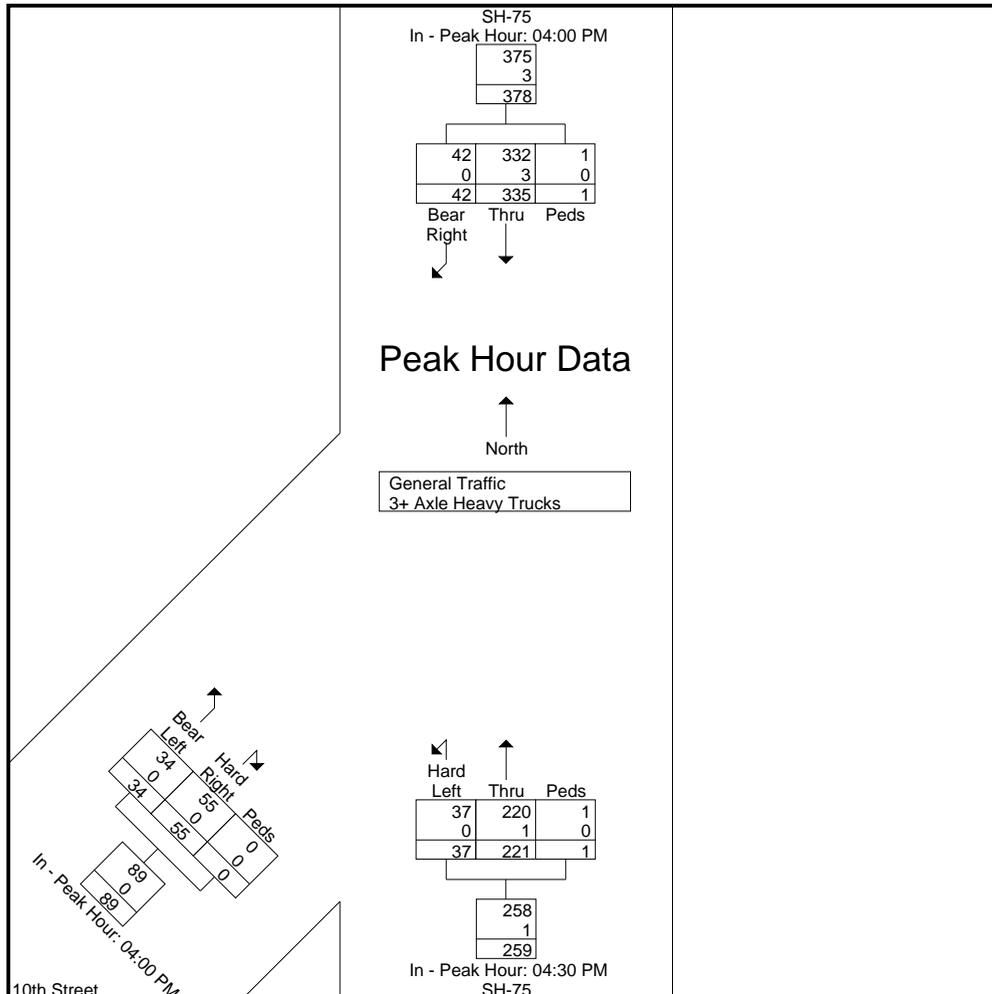 SH-75
In - Peak Hour: 04:00 PM
375
3
378
42 332 1
0 3 0
42 335 1
Bear Right Thru Peds
Peak Hour Data
North
General Traffic
3+ Axle Heavy Trucks
Bear Left Hard Right Peds
34 55 0
0 0 0
34 55 0
89
0
89
In - Peak Hour: 04:00 PM
10th Street
Hard Left Thru Peds
37 220 1
0 1 0
37 221 1
258
1
259
In - Peak Hour: 04:30 PM
SH-75